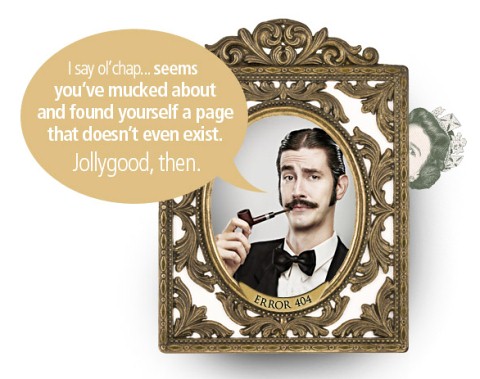 I say ol'chap... seems
you've mucked about
and found yourself a page
that doesn't even exist.
Jollygood, then.
ERROR 404